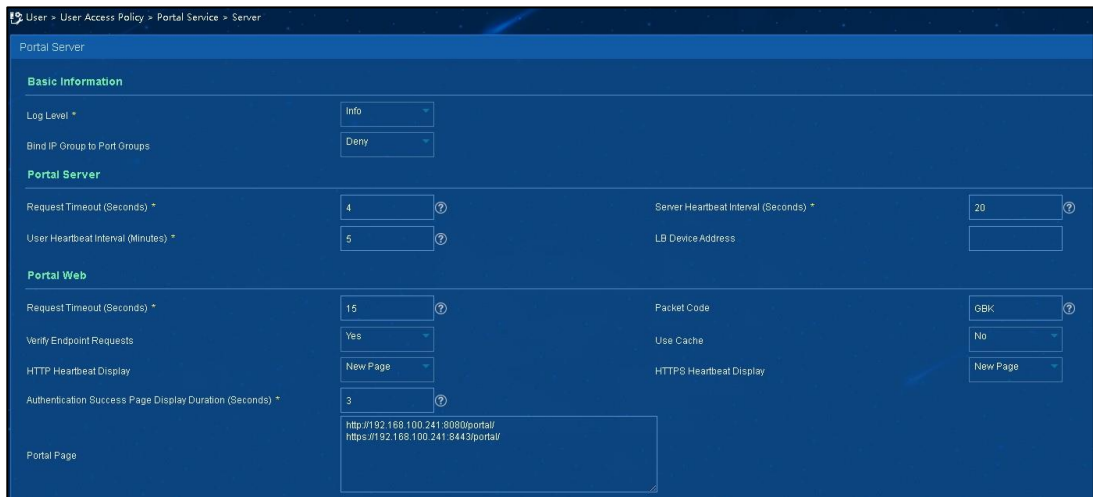 User > User Access Policy > Portal Service > Server
Portal Server
Basic Information
Log Level * Info
Bind IP Group to Port Groups Deny
Portal Server
Request Timeout (Seconds) * 4 ? Server Heartbeat Interval (Seconds) * 20 ?
User Heartbeat Interval (Minutes) * 5 ? LB Device Address
Portal Web
Request Timeout (Seconds) * 15 ? Packet Code GBK ?
Verify Endpoint Requests Yes Use Cache No
HTTP Heartbeat Display New Page HTTPS Heartbeat Display New Page
Authentication Success Page Display Duration (Seconds) * 3 ?
http://192.168.100.241:8080/portal/
https://192.168.100.241:8443/portal/
Portal Page